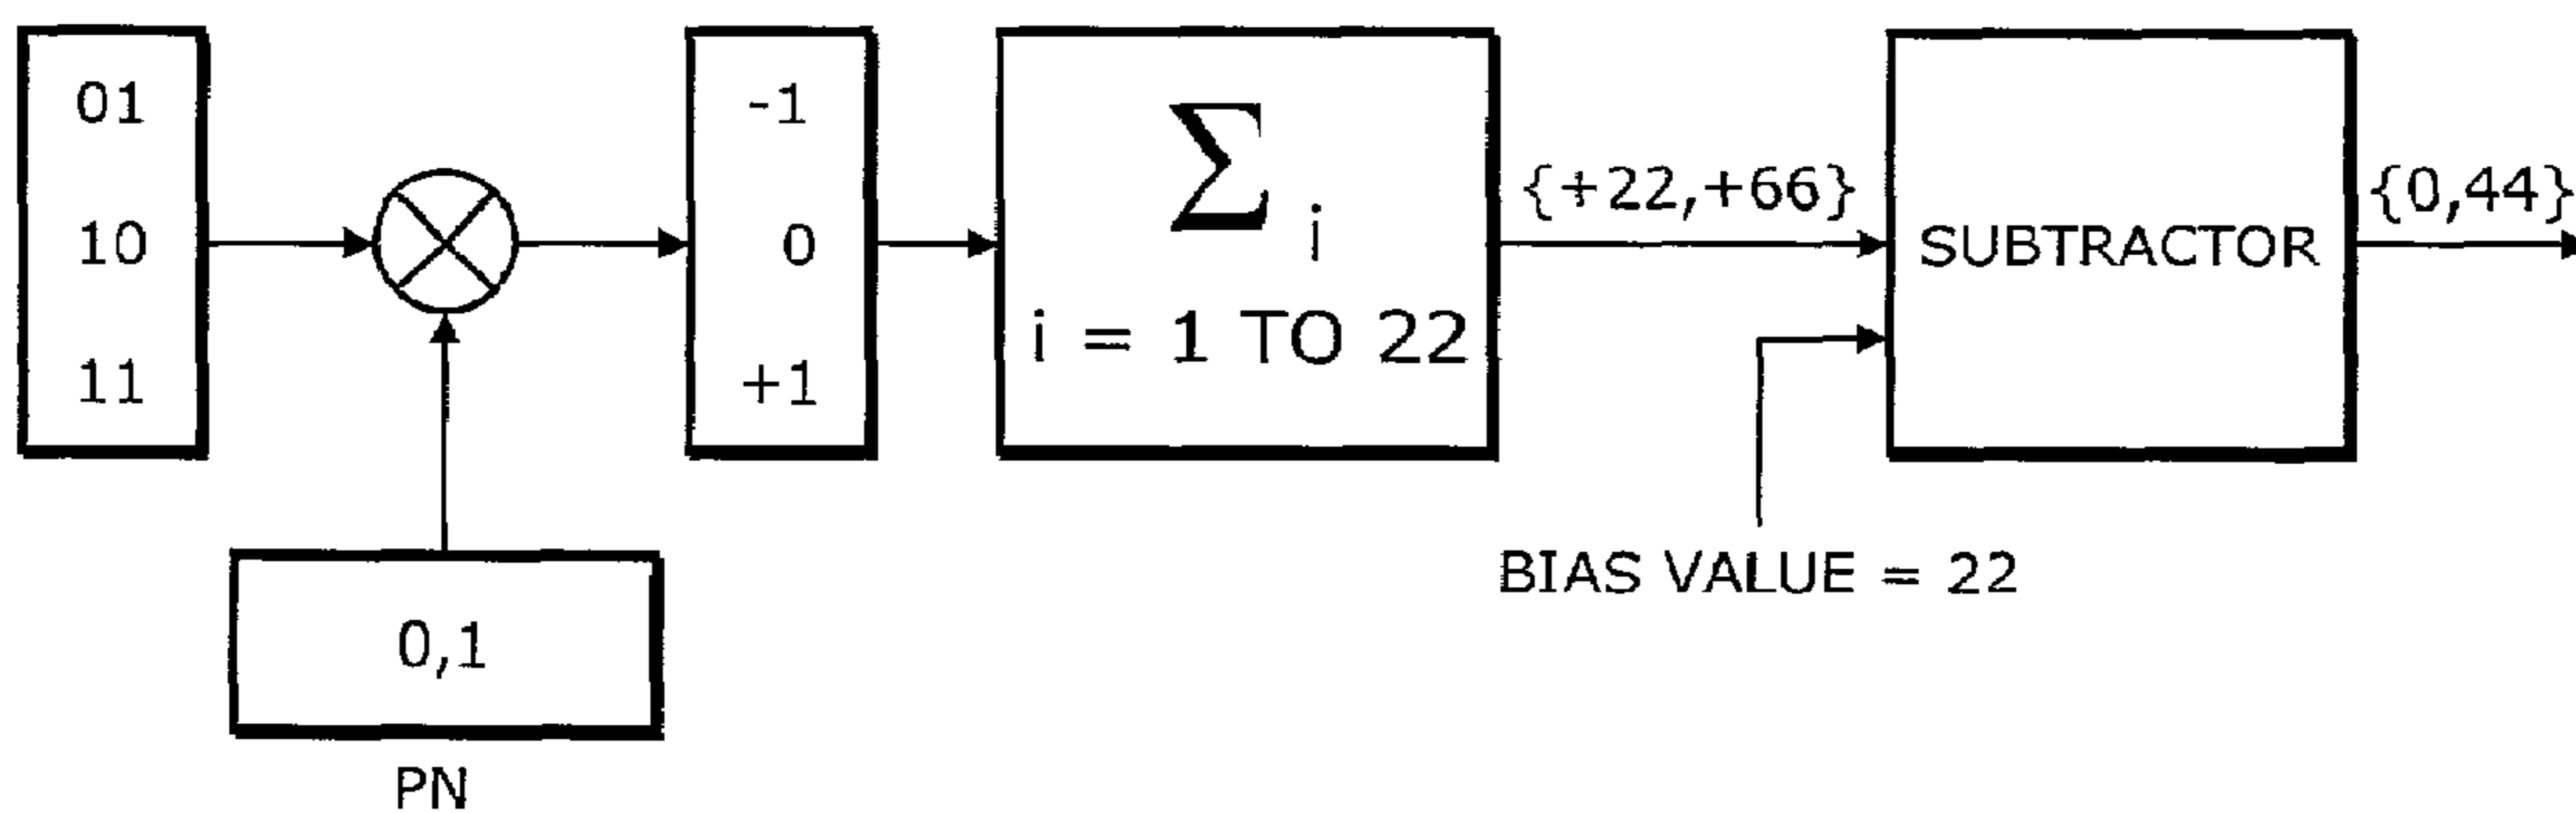 01
10
11
0,1
PN
-1
0
+1
Σ i
i = 1 TO 22
{+22,+66}
SUBTRACTOR
BIAS VALUE = 22
{0,44}